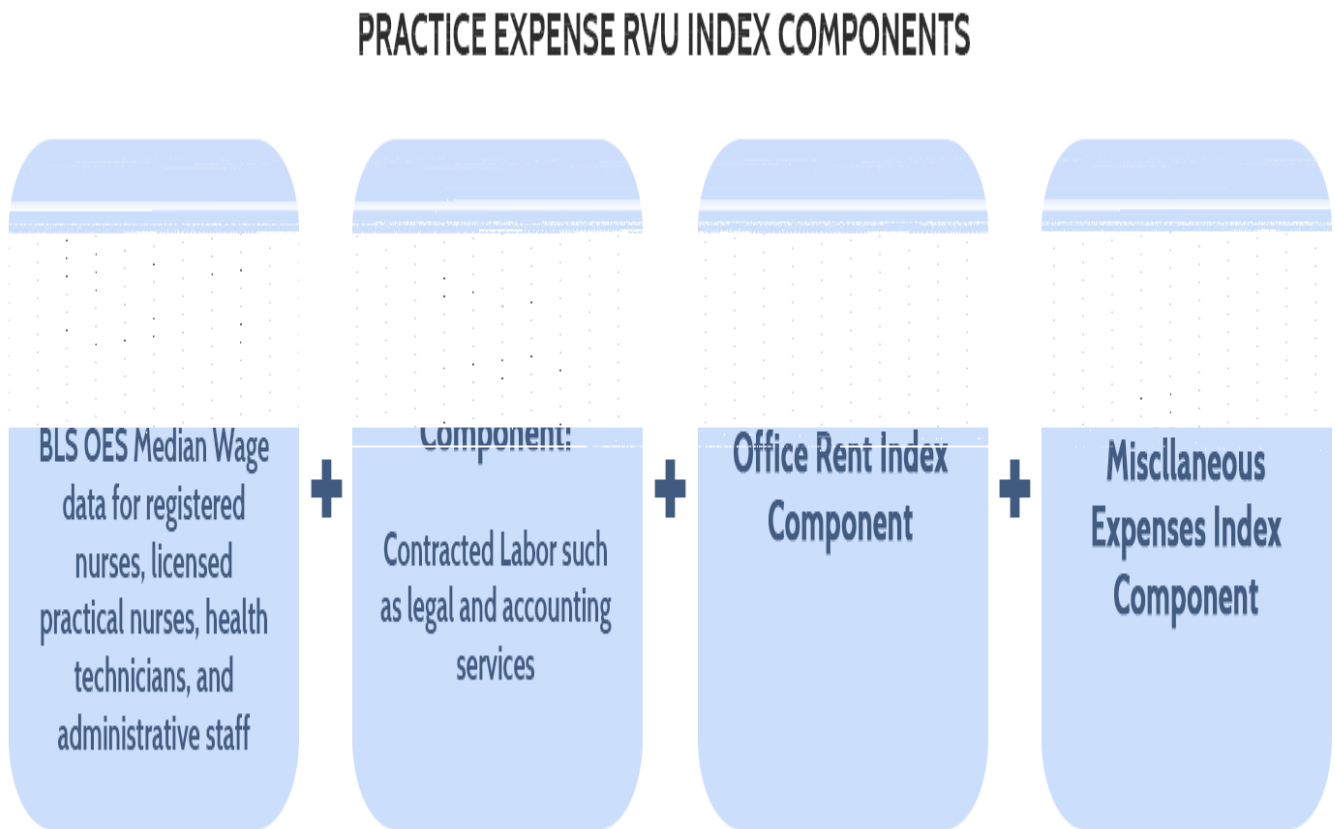 PRACTICE EXPENSE RVU INDEX COMPONENTS
BLS OES Median Wage
data for registered
nurses, licensed
practical nurses, health
technicians, and
administrative staff
+
Component:
Contracted Labor such
as legal and accounting
services
+
Office Rent Index
Component
+
Miscllaneous
Expenses Index
Component